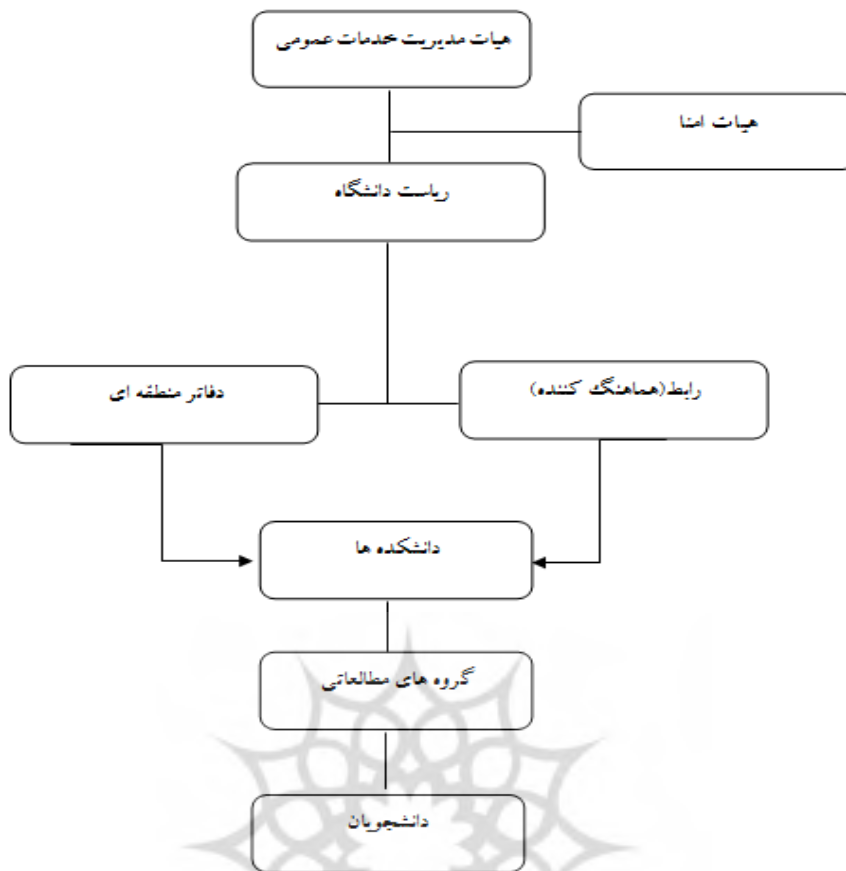 هیات مدیریت خدمات عمومی
هیات امنا
ریاست دانشگاه
رابط(هماهنگ کننده)
دفاتر منطقه ای
دانشکده ها
گروه های مطالعاتی
دانشجویان